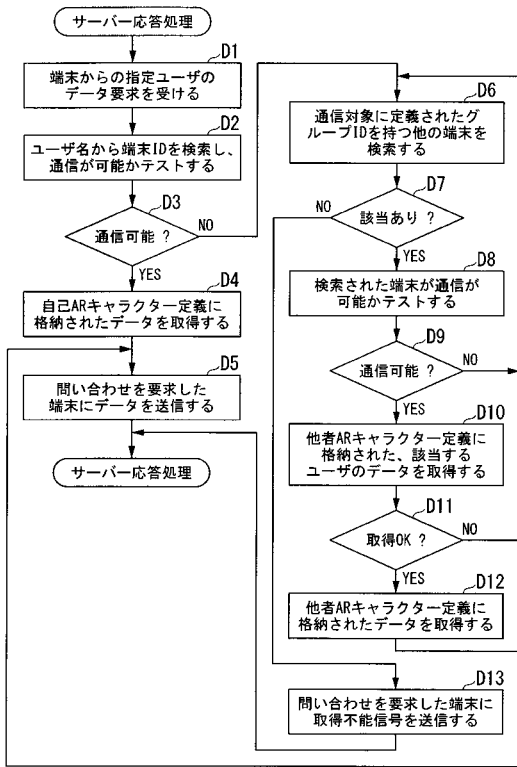 サーバー応答処理
D1
端末からの指定ユーザの
データ要求を受ける
D2
ユーザ名から端末IDを検索し、
通信が可能かテストする
D3
通信可能 ?
NO
YES
D4
自己ARキャラクター定義に
格納されたデータを取得する
D5
問い合わせを要求した
端末にデータを送信する
サーバー応答処理
D6
通信対象に定義されたグ
ループIDを持つ他の端末を
検索する
D7
NO
該当あり ?
YES
D8
検索された端末が通信が
可能かテストする
D9
通信可能 ?
NO
YES
D10
他者ARキャラクター定義に
格納された、該当する
ユーザのデータを取得する
D11
取得OK ?
NO
YES
D12
他者ARキャラクター定義に
格納されたデータを取得する
D13
問い合わせを要求した端末に
取得不能信号を送信する